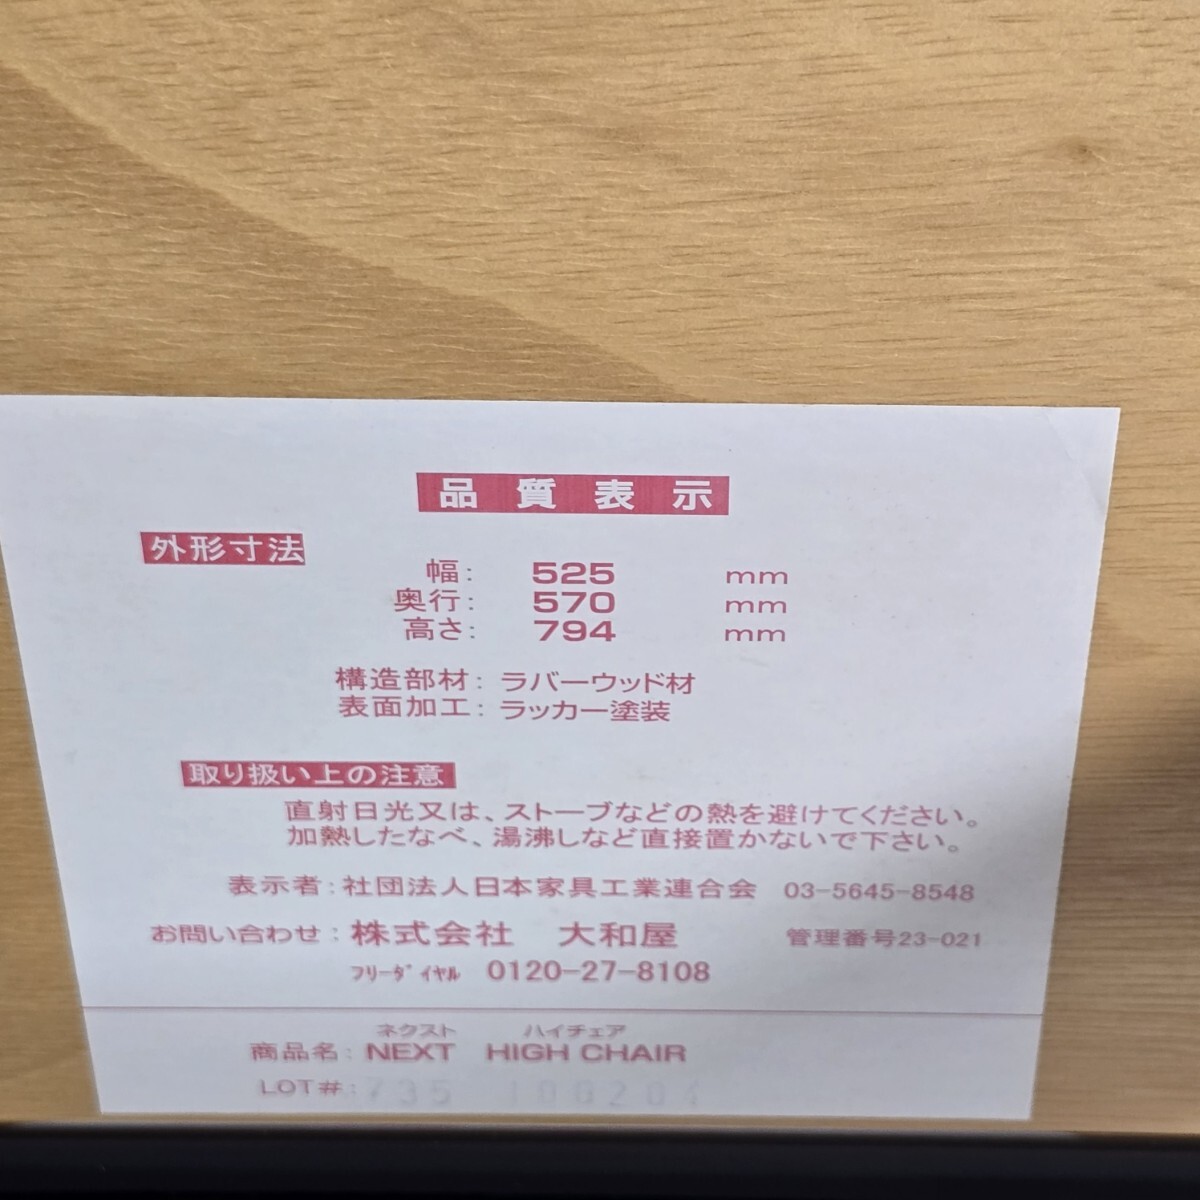 品質表示
外形寸法
幅: 525 mm
奥行: 570 mm
高さ: 794 mm
構造部材: ラバーウッド材
表面加工: ラッカー塗装
取り扱い上の注意
直射日光又は、ストーブなどの熱を避けてください。
加熱したなべ、湯沸しなど直接置かないで下さい。
表示者:社団法人日本家具工業連合会 03-5645-8548
お問い合わせ:株式会社 大和屋 管理番号23-021
フリーダイヤル 0120-27-8108
ネクスト ハイチェア
商品名: NEXT HIGH CHAIR
LOT#: 735